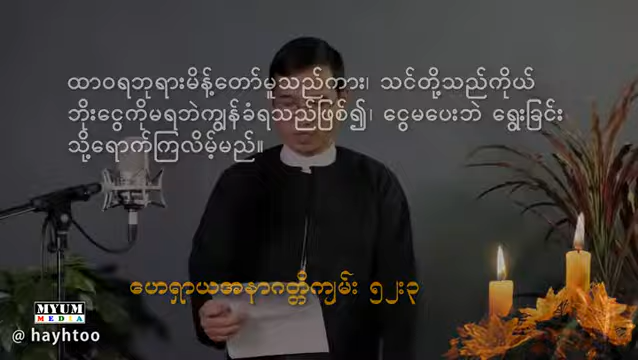 ထာဝရဘုရားမိန့်တော်မူသည်ကား၊ သင်တို့သည်ကိုယ်
ဘိုးငွေကိုမရဘဲကျွန်ခံရသည်ဖြစ်၍၊ ငွေမပေးဘဲ ရွေးခြင်း
သို့ရောက်ကြလိမ့်မည်။
ဟေရှာယအနာဂတ္တိကျမ်း ၅၂း၃
MYUM
MEDIA
@ hayhtoo